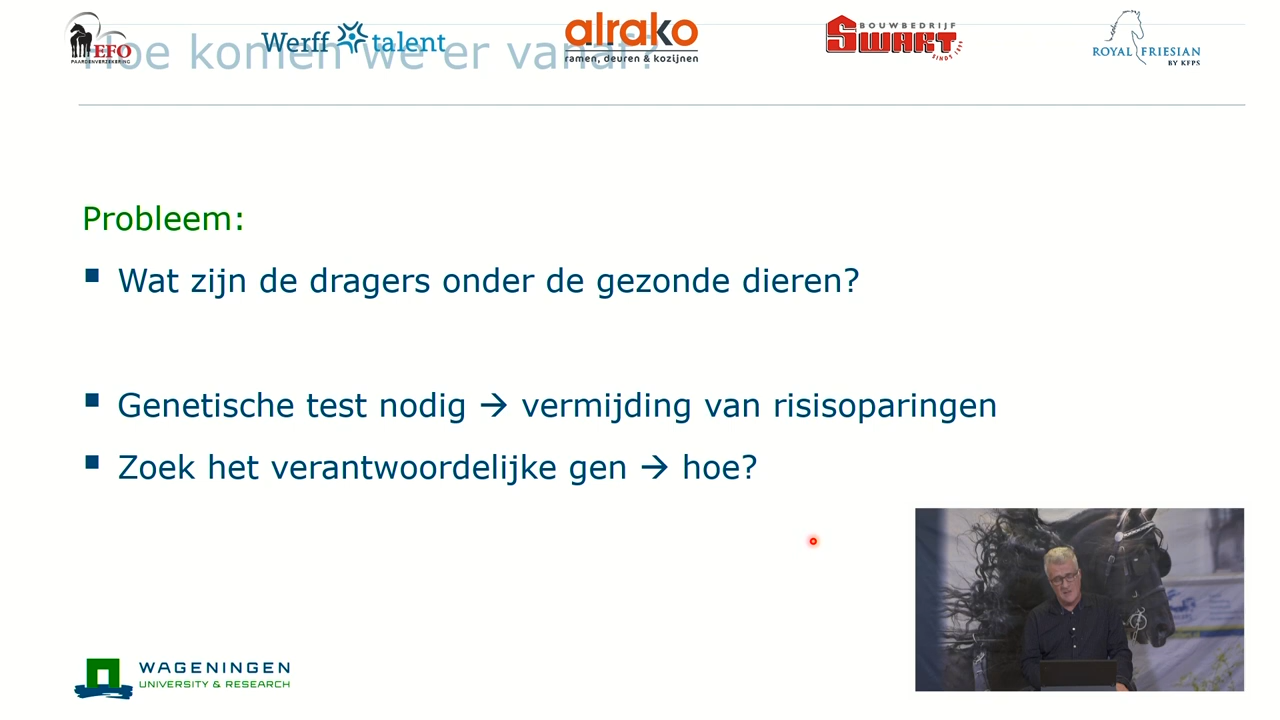 Hoe komen we er vanaf?
EFO
PAARDENVERZEKERING
Werff talent
alrako
ramen, deuren & kozijnen
BOUWBEDRIJF
SWART
SINDS 1889
ROYAL FRIESIAN
BY KFPS
Probleem:
Wat zijn de dragers onder de gezonde dieren?
Genetische test nodig → vermijding van risisoparingen
Zoek het verantwoordelijke gen → hoe?
WAGENINGEN
UNIVERSITY & RESEARCH